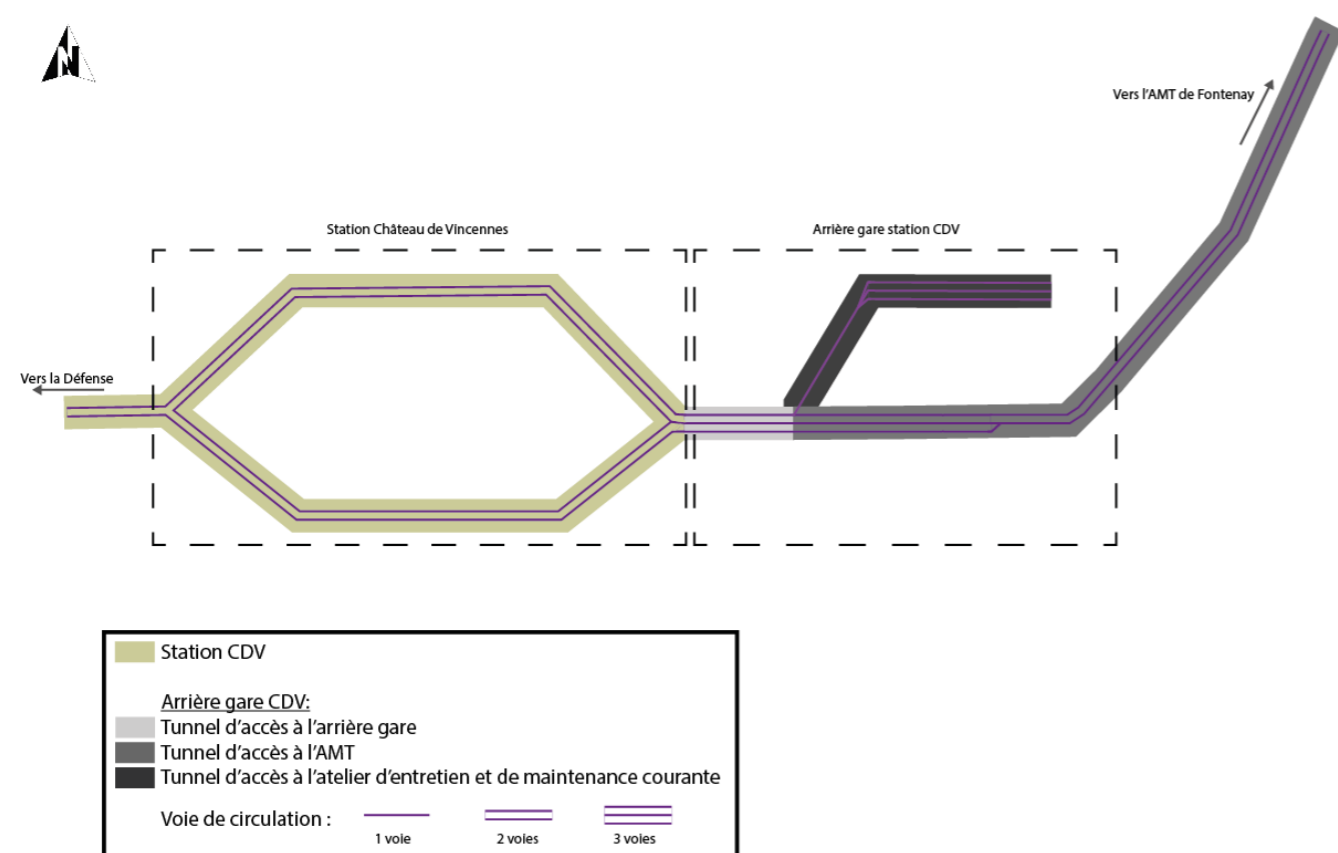 N
Vers l'AMT de Fontenay
Station Château de Vincennes
Arrière gare station CDV
Vers la Défense
Station CDV
Arrière gare CDV:
Tunnel d'accès à l'arrière gare
Tunnel d'accès à l'AMT
Tunnel d'accès à l'atelier d'entretien et de maintenance courante
Voie de circulation :
1 voie
2 voies
3 voies